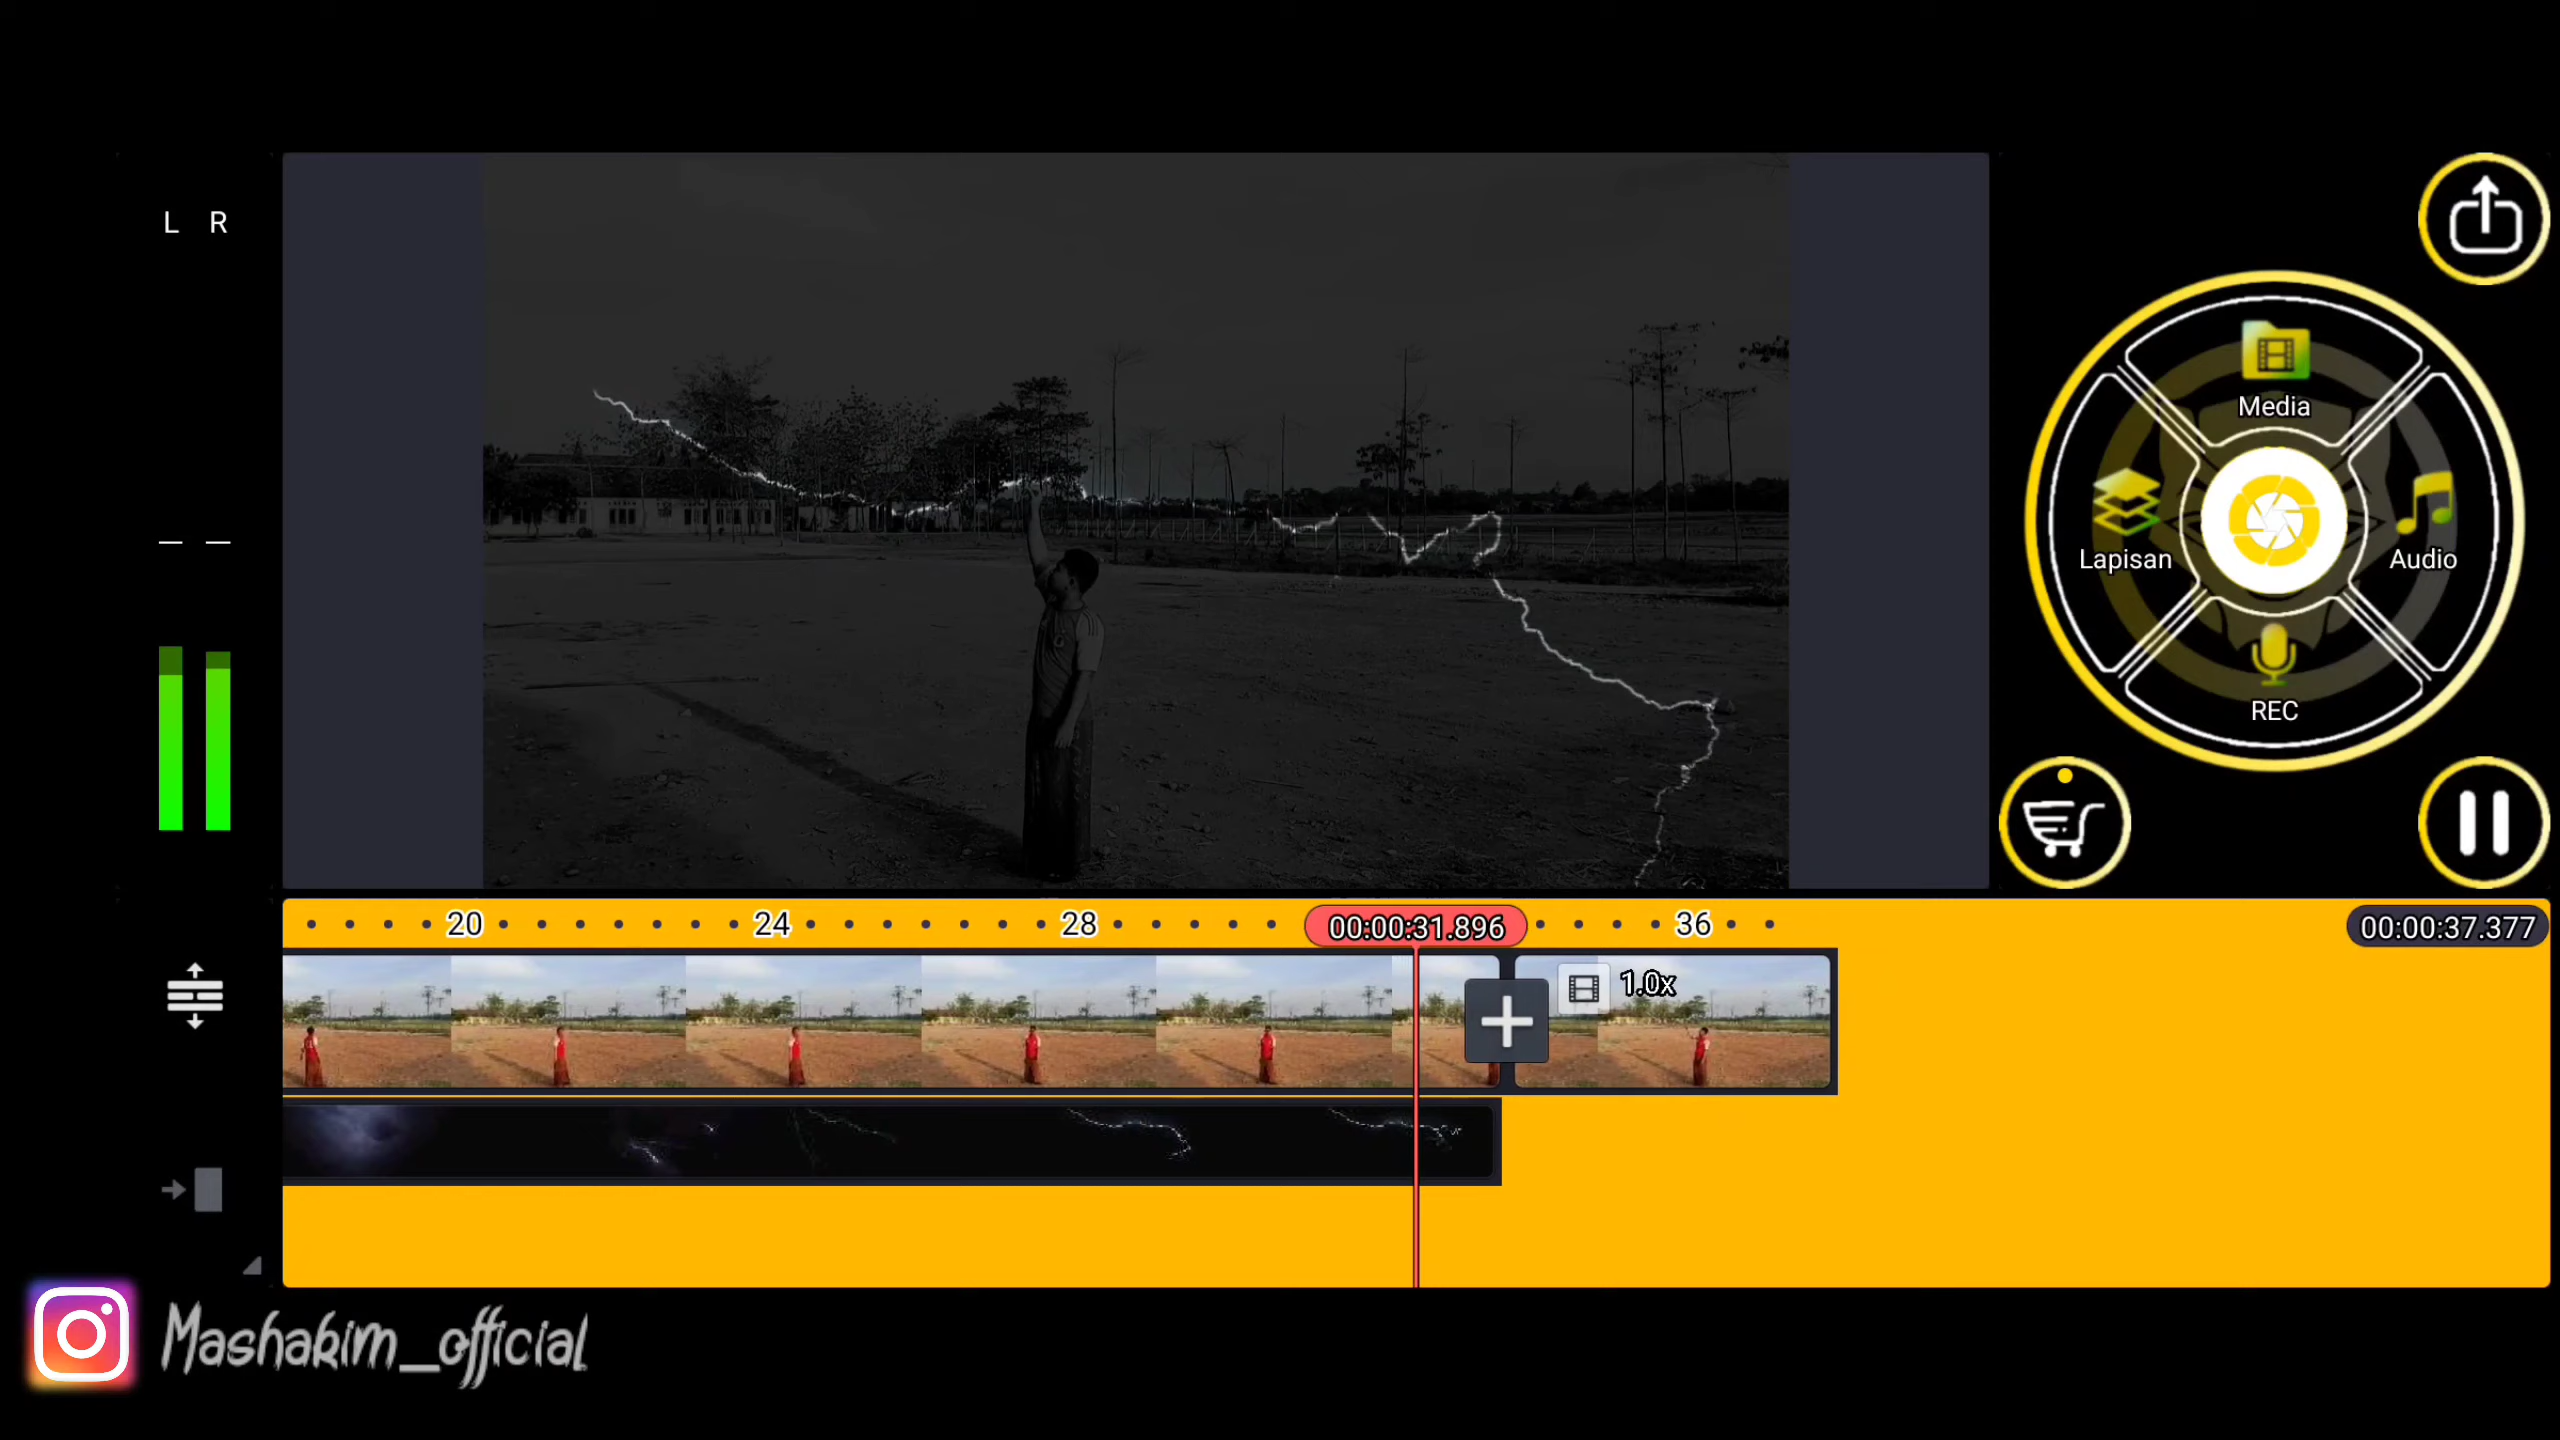 L R
Media
Lapisan
Audio
REC
20 24 28 00:00:31.896 36 00:00:37.377
1.0x
Mashakim_official